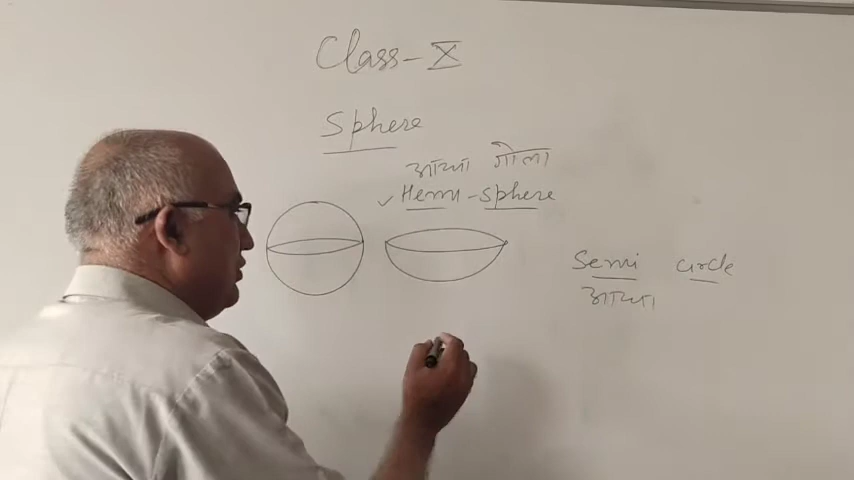 Class-X
Sphere
आधा गोला
✓ Hemi-sphere
Semi circle
आधा